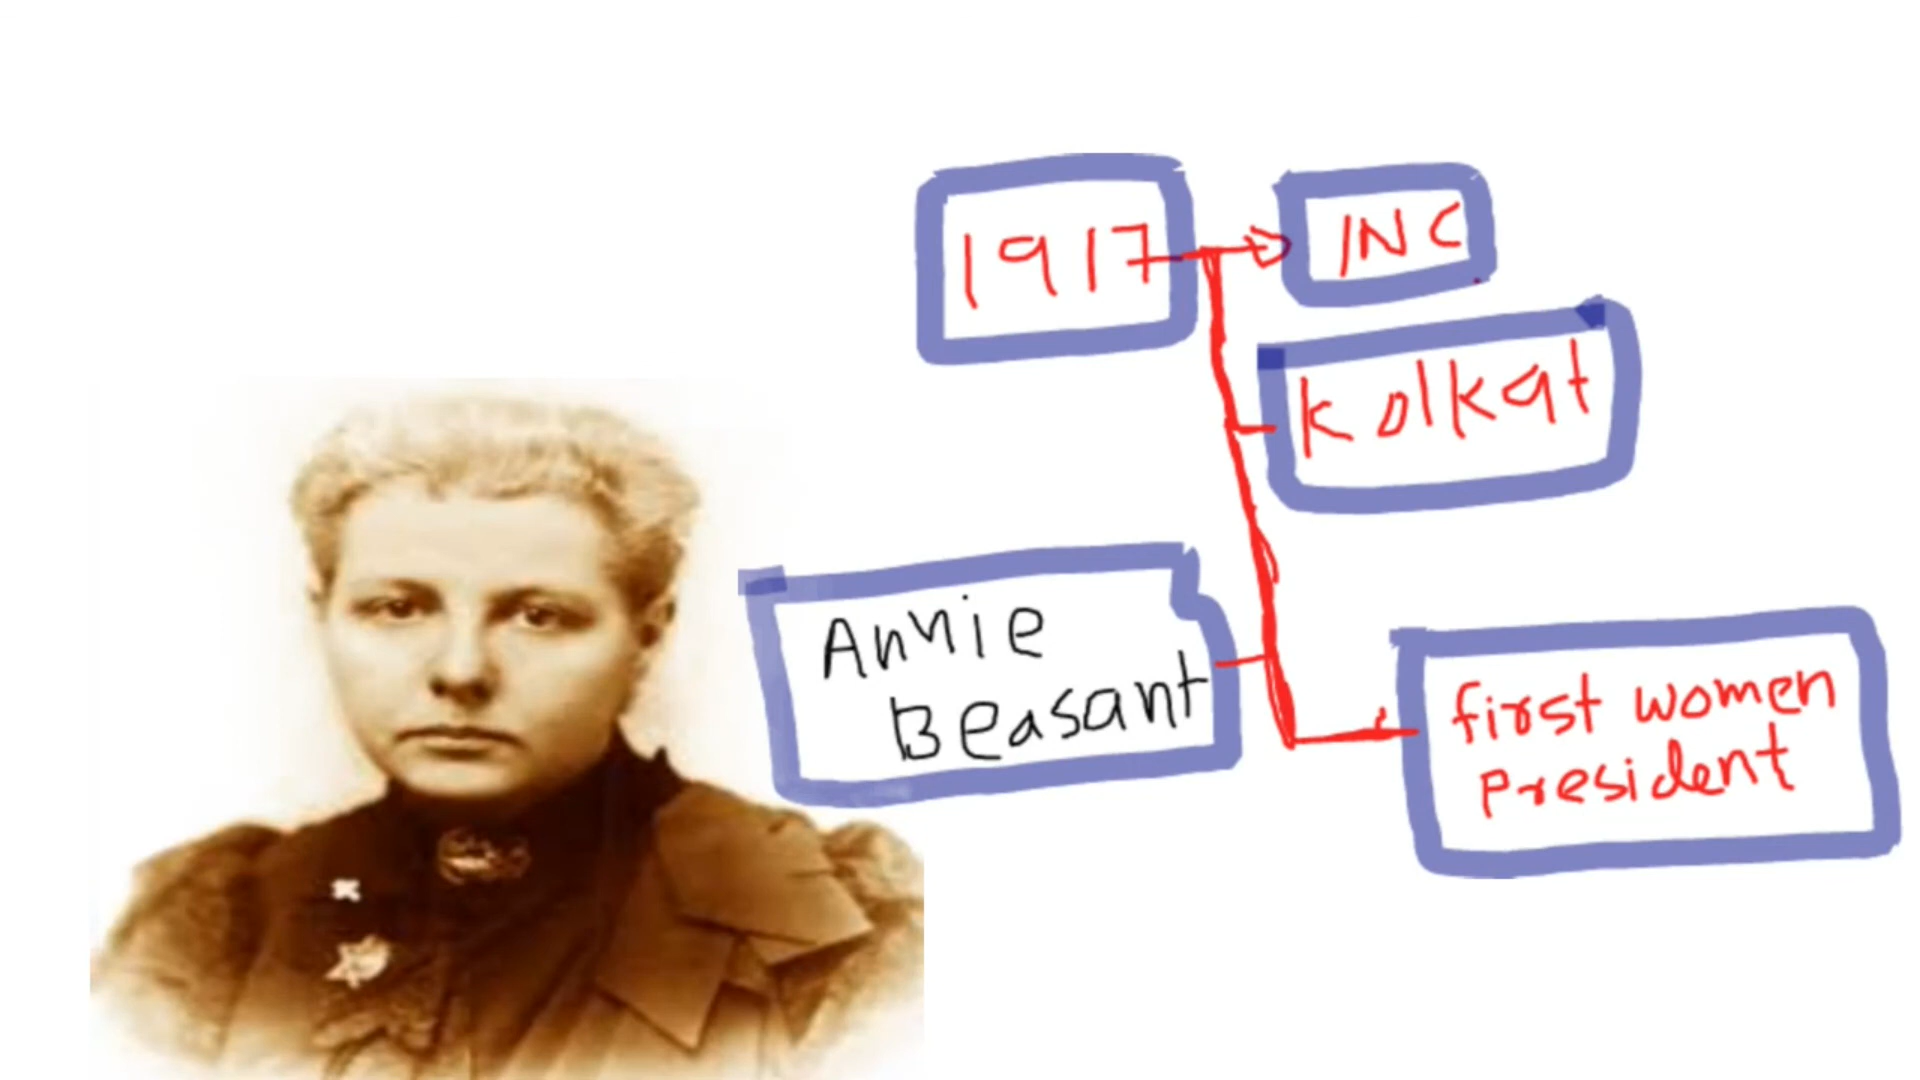 1917
INC
Kolkat
Annie
Beasant
first women
President